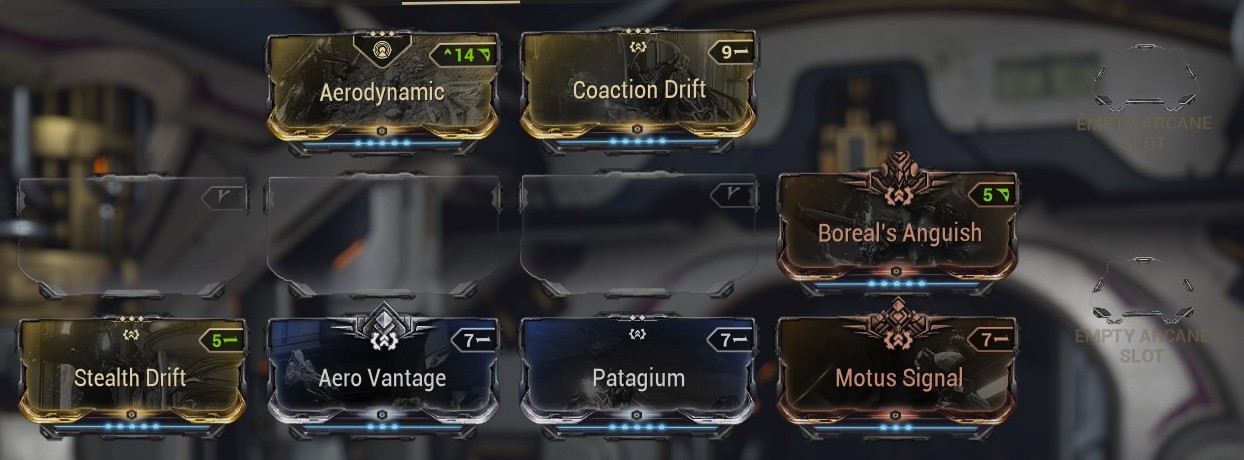 14
Aerodynamic
9
Coaction Drift
EMPTY ARCANE
SLOT
5
Boreal's Anguish
5
Stealth Drift
7
Aero Vantage
7
Patagium
7
Motus Signal
EMPTY ARCANE
SLOT